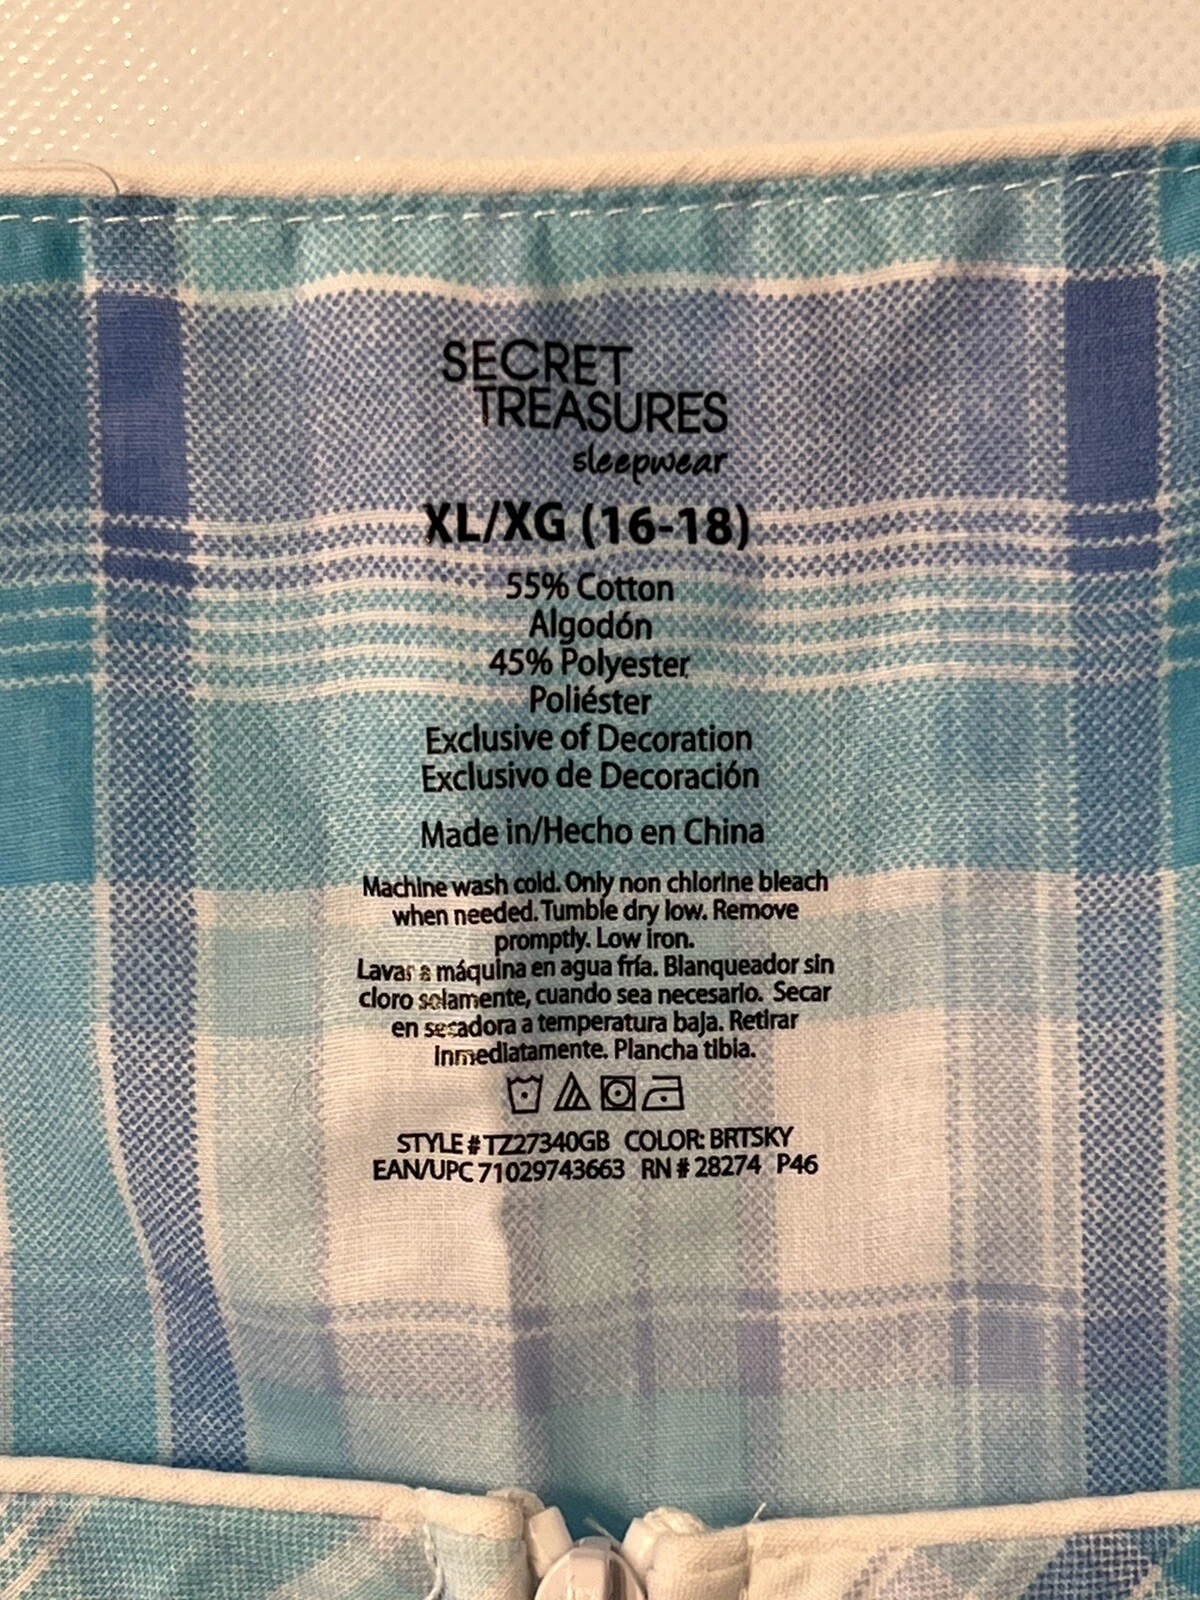 SECRET
TREASURES
sleepwear
XL/XG (16-18)
55% Cotton
Algodón
45% Polyester
Poliéster
Exclusive of Decoration
Exclusivo de Decoración
Made in/Hecho en China
Machine wash cold. Only non chlorine bleach
when needed. Tumble dry low. Remove
promptly. Low iron.
Lavar a máquina en agua fría. Blanqueador sin
cloro solamente, cuando sea necesario. Secar
en secadora a temperatura baja. Retirar
inmediatamente. Plancha tibia.
STYLE # TZ27340GB COLOR: BRTSKY
EAN/UPC 71029743663 RN # 28274 P46